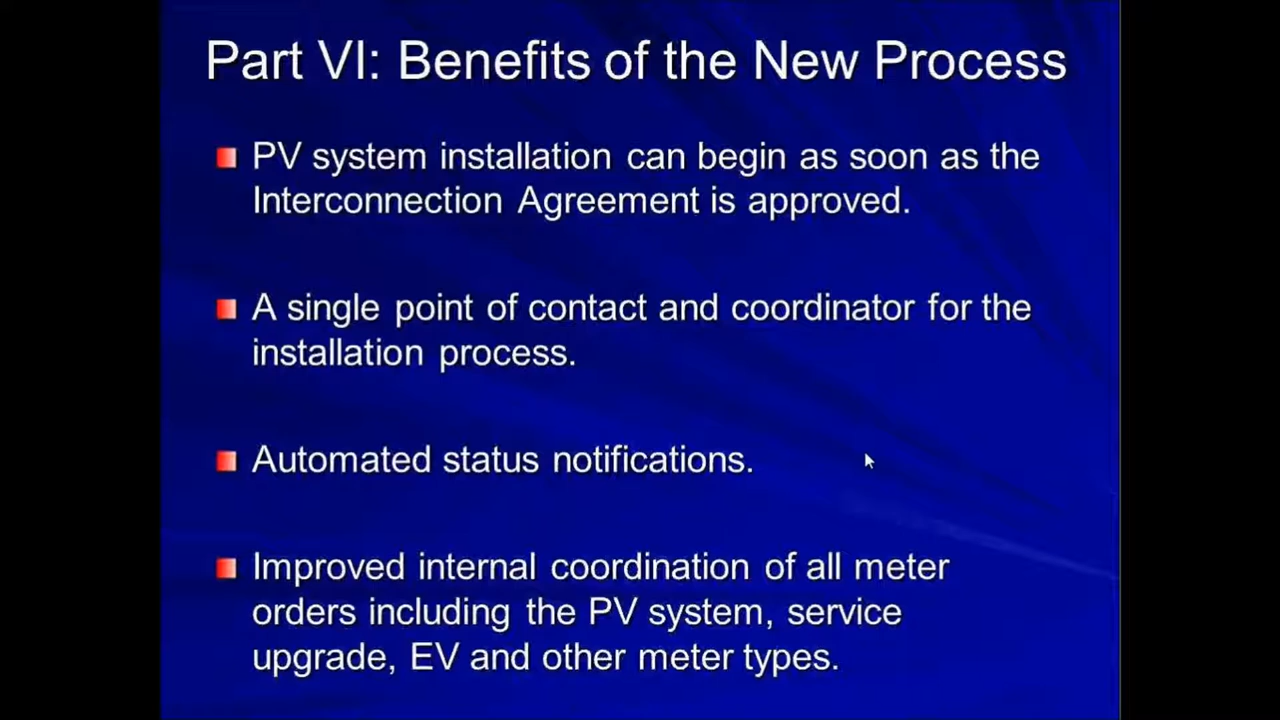 Part VI: Benefits of the New Process
PV system installation can begin as soon as the
Interconnection Agreement is approved.
A single point of contact and coordinator for the
installation process.
Automated status notifications.
Improved internal coordination of all meter
orders including the PV system, service
upgrade, EV and other meter types.